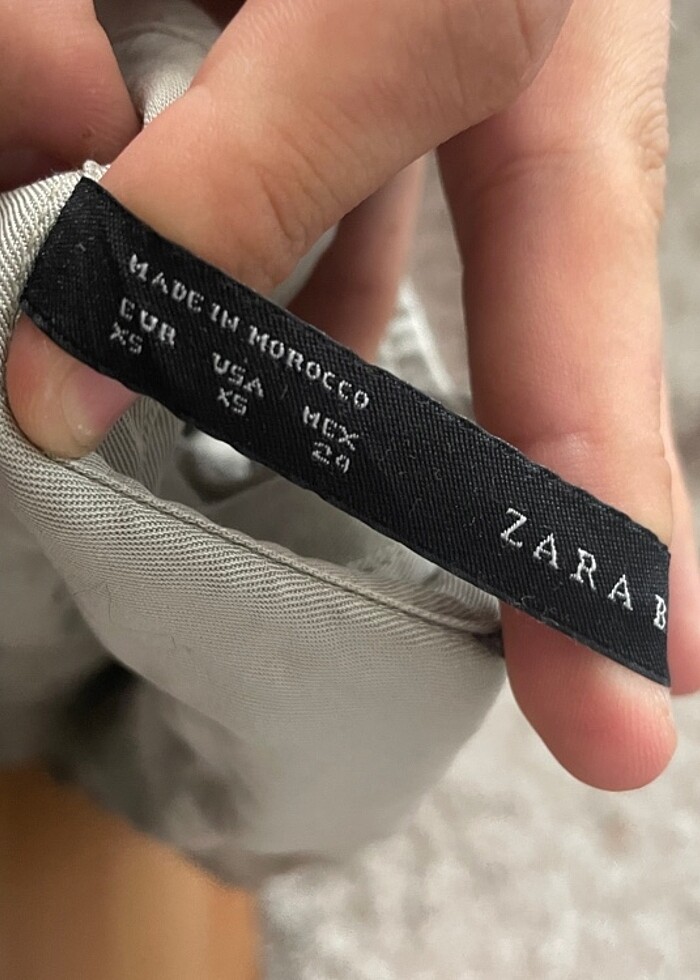 MADE IN MOROCCO
EUR USA MEX
XS XS 24
ZARA B